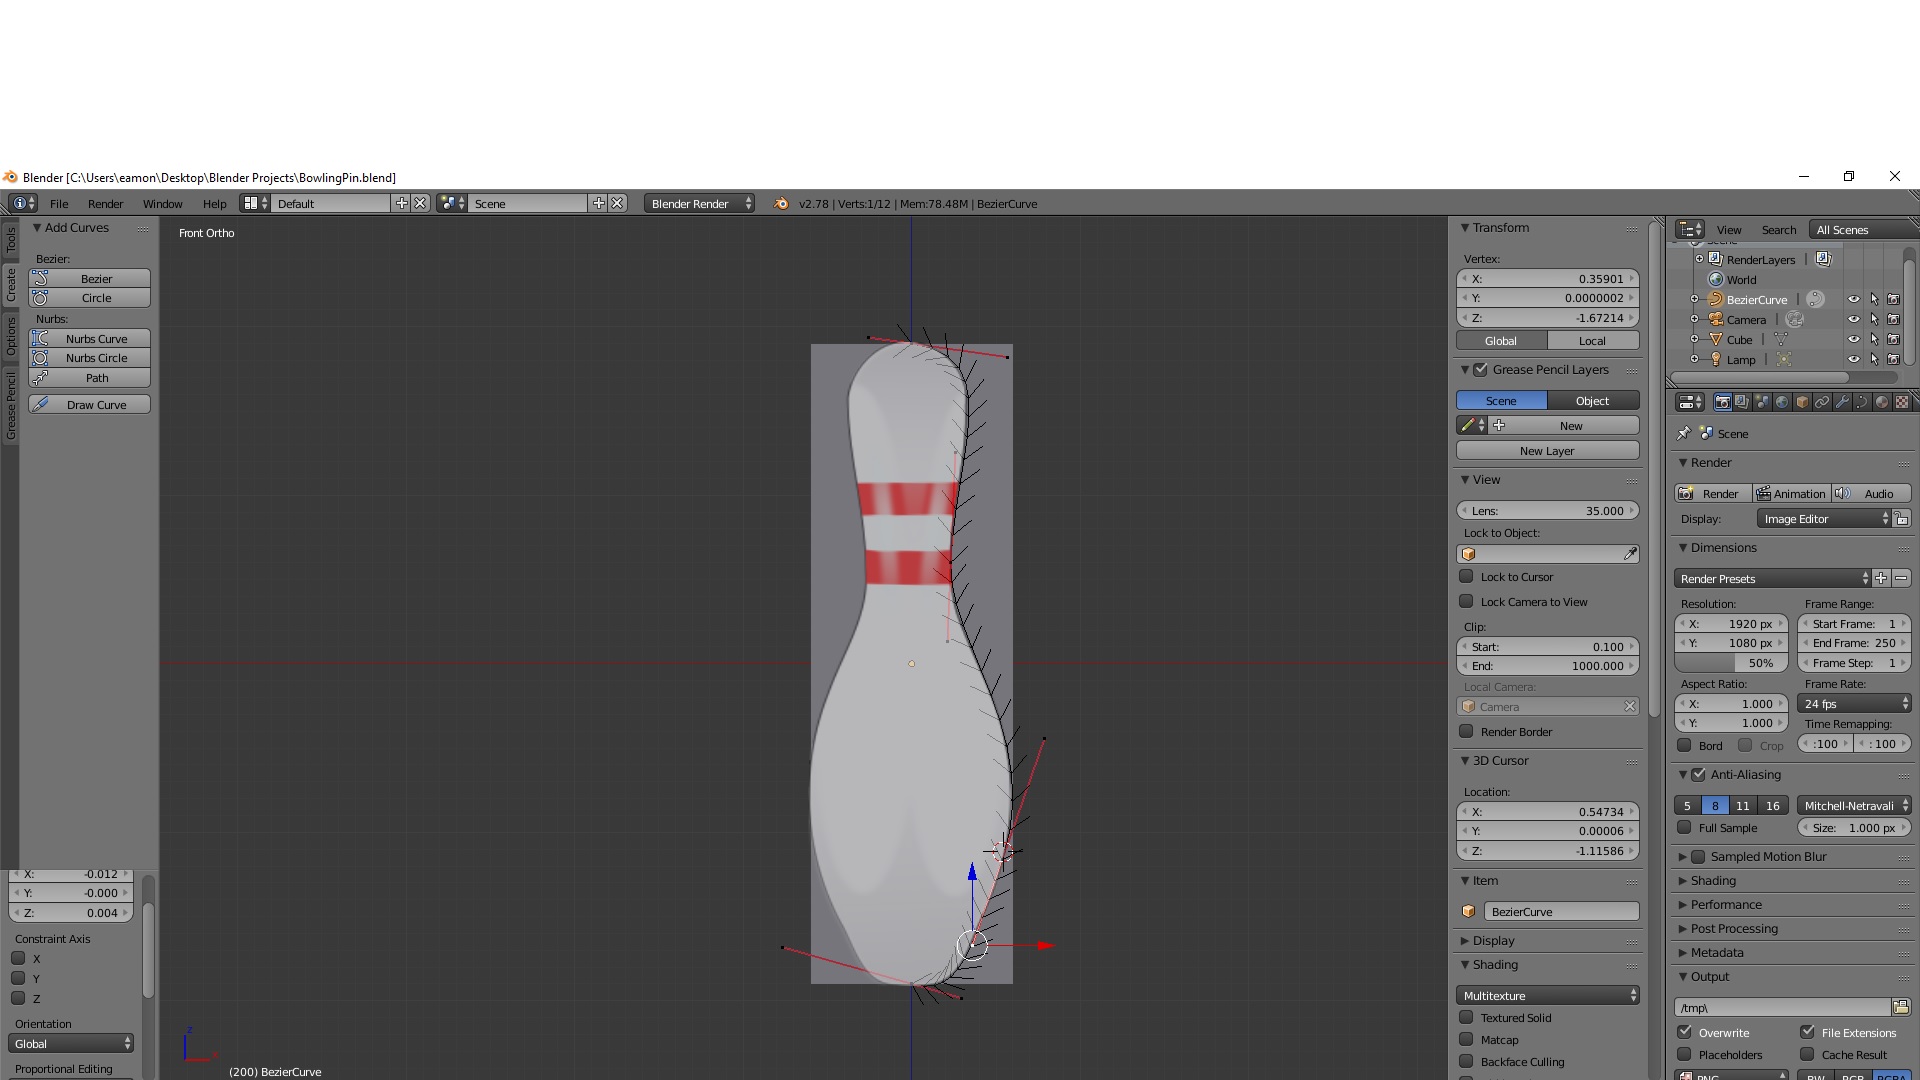 Blender [C:\Users\eamon\Desktop\Blender Projects\BowlingPin.blend]
File Render Window Help Default Scene Blender Render v2.78 | Verts:1/12 | Mem:78.48M | BezierCurve
Tools
Create
Options
Grease Pencil
Add Curves
Bezier:
Bezier
Circle
Nurbs:
Nurbs Curve
Nurbs Circle
Path
Draw Curve
X: -0.012
Y: -0.000
Z: 0.004
Constraint Axis
X
Y
Z
Orientation
Global
Proportional Editing
Front Ortho
z
x
(200) BezierCurve
Transform
Vertex:
X: 0.35901
Y: 0.0000002
Z: -1.67214
Global Local
Grease Pencil Layers
Scene Object
New
New Layer
View
Lens: 35.000
Lock to Object:
Lock to Cursor
Lock Camera to View
Clip:
Start: 0.100
End: 1000.000
Local Camera:
Camera
Render Border
3D Cursor
Location:
X: 0.54734
Y: 0.00006
Z: -1.11586
Item
BezierCurve
Display
Shading
Multitexture
Textured Solid
Matcap
Backface Culling
View Search All Scenes
Scene
RenderLayers |
World
BezierCurve |
Camera |
Cube |
Lamp |
Scene
Render
Render Animation Audio
Display: Image Editor
Dimensions
Render Presets
Resolution: Frame Range:
X: 1920 px Start Frame: 1
Y: 1080 px End Frame: 250
50% Frame Step: 1
Aspect Ratio: Frame Rate:
X: 1.000 24 fps
Y: 1.000 Time Remapping:
Bord Crop :100 : 100
Anti-Aliasing
5 8 11 16 Mitchell-Netravali
Full Sample Size: 1.000 px
Sampled Motion Blur
Shading
Performance
Post Processing
Metadata
Output
/tmp\
Overwrite File Extensions
Placeholders Cache Result
PNG BW RGB RGBA